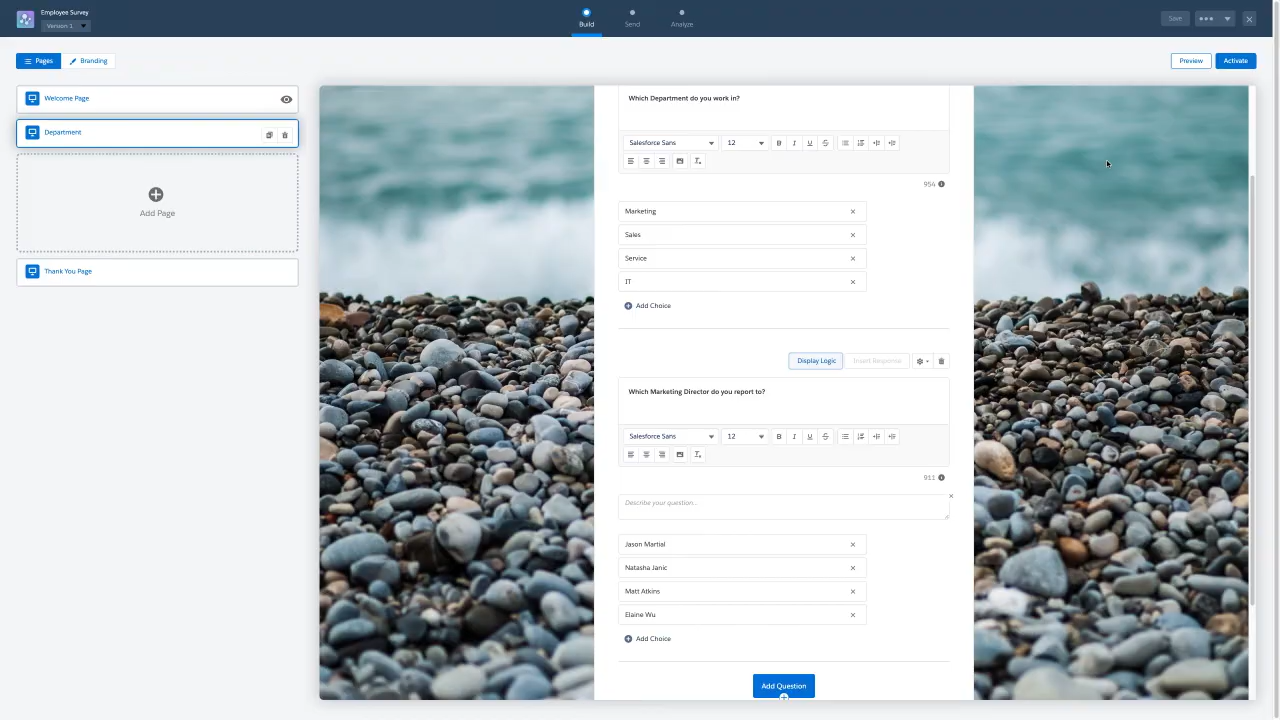 Employee Survey
Version 1
Build
Send
Analyze
Save
Pages
Branding
Preview
Activate
Welcome Page
Department
Add Page
Thank You Page
Which Department do you work in?
Salesforce Sans
12
B I U S
954
Marketing
Sales
Service
IT
Add Choice
Display Logic
Insert Response
Which Marketing Director do you report to?
Salesforce Sans
12
B I U S
911
Describe your question...
Jason Martial
Natasha Janic
Matt Atkins
Elaine Wu
Add Choice
Add Question